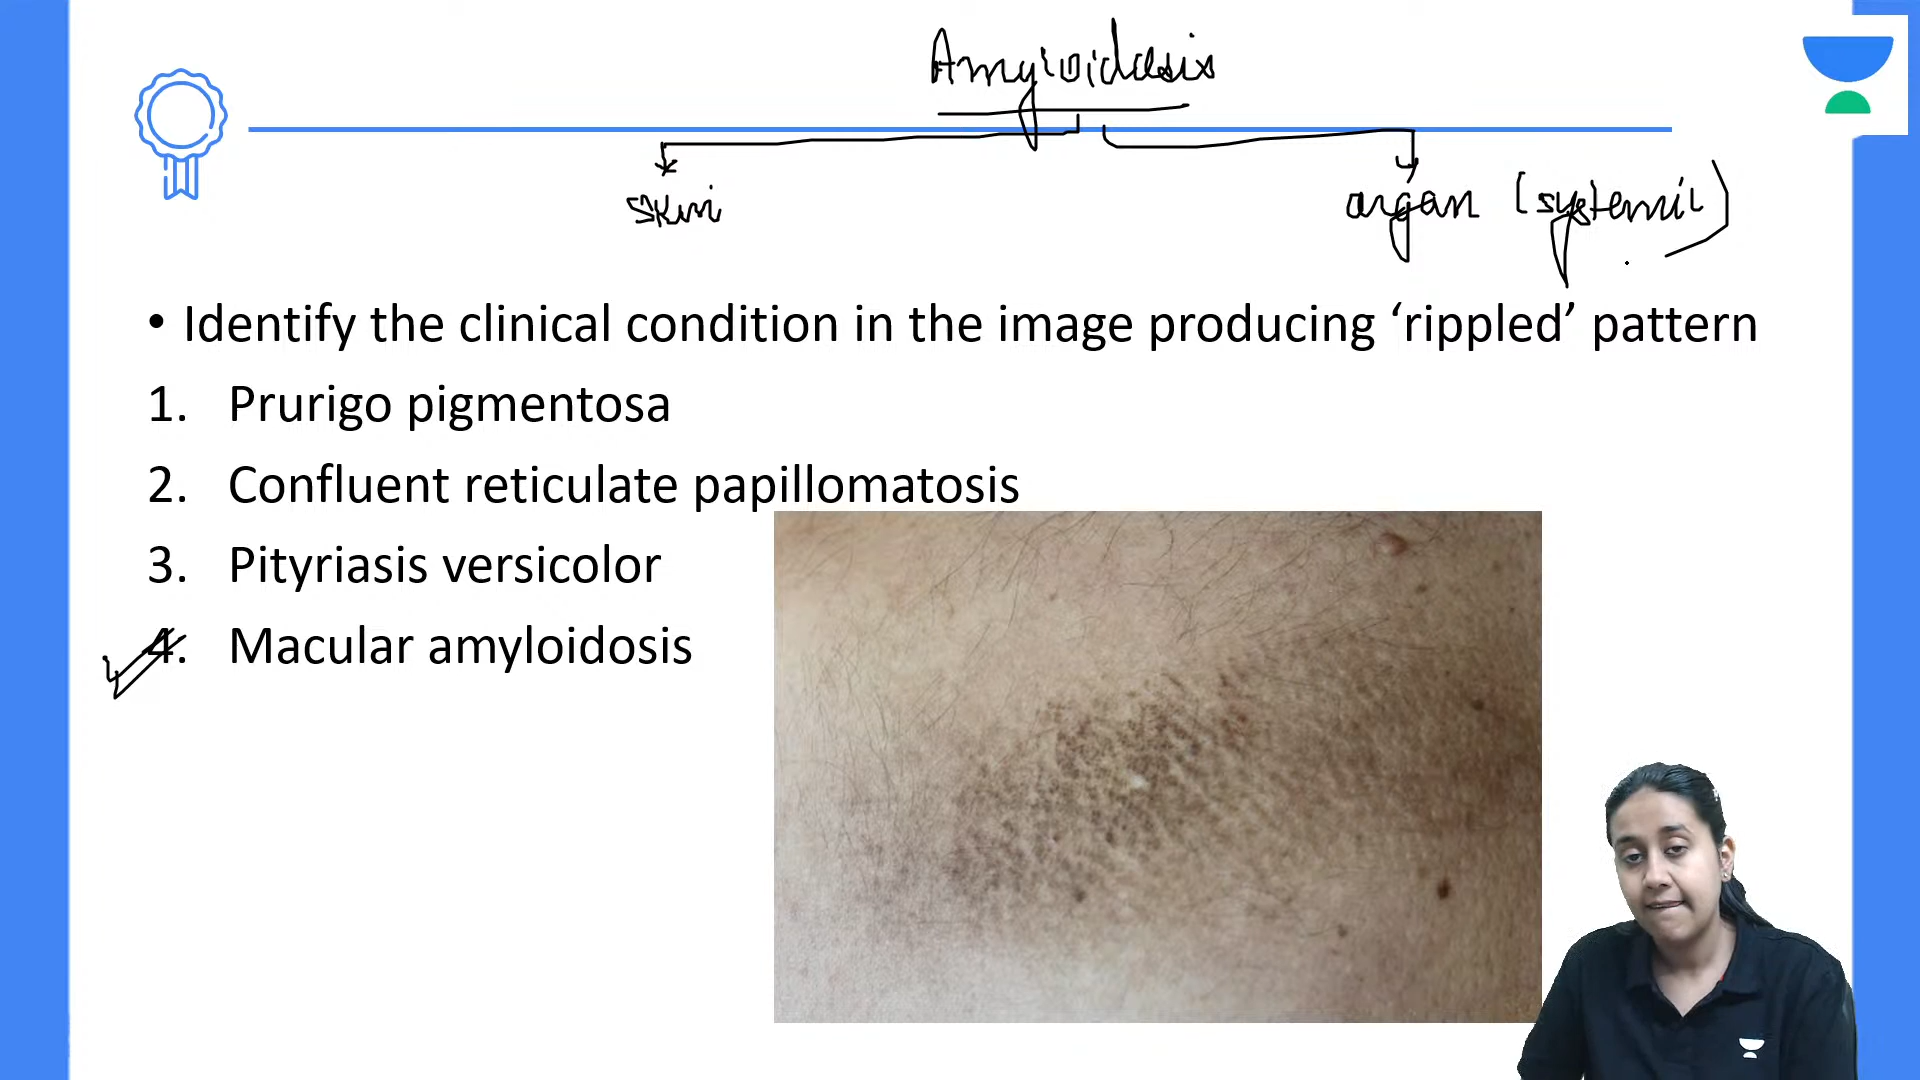 Amyloidosis
skin
organ (systemic)
• Identify the clinical condition in the image producing ‘rippled’ pattern
1. Prurigo pigmentosa
2. Confluent reticulate papillomatosis
3. Pityriasis versicolor
4. Macular amyloidosis